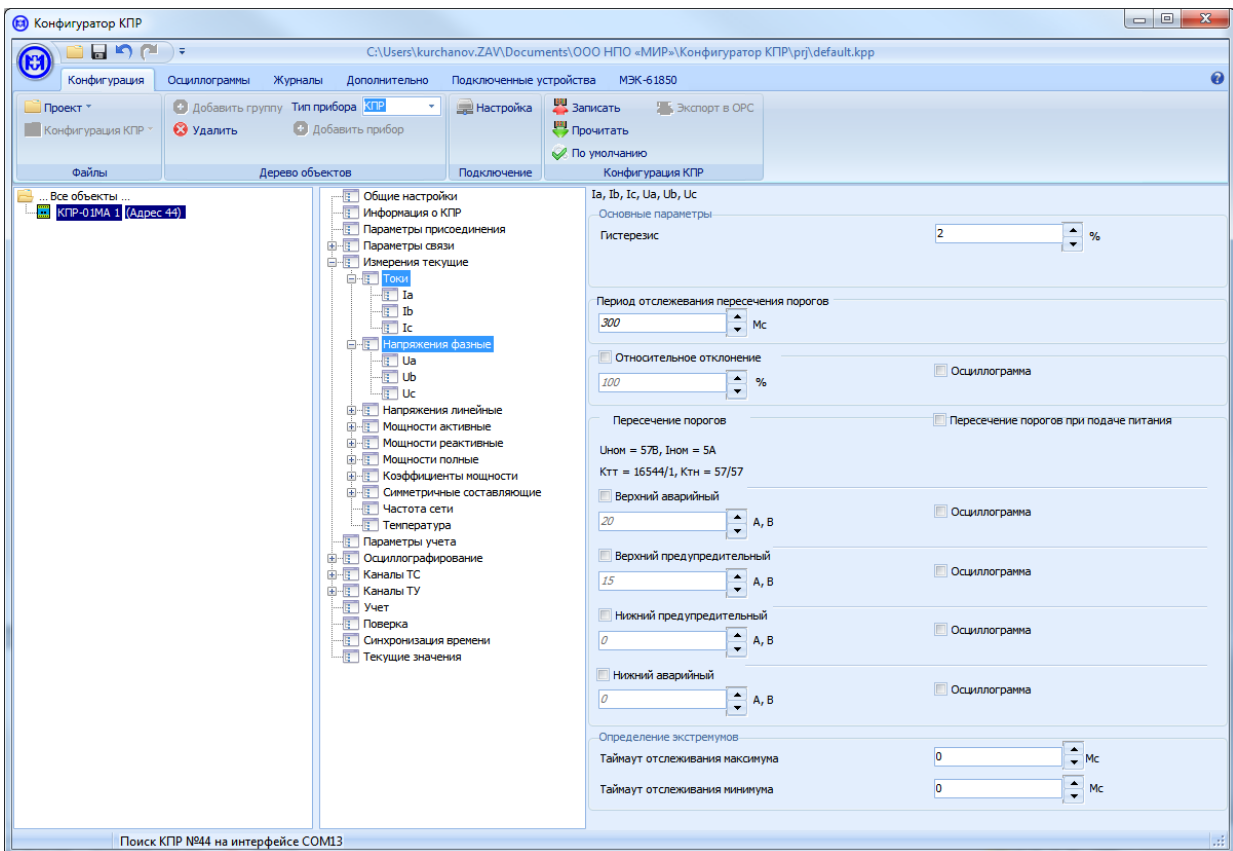 Конфигуратор КПР
C:\Users\kurchanov.ZAV\Documents\ООО НПО «МИР»\Конфигуратор КПР\prj\default.kpp
Конфигурация Осциллограммы Журналы Дополнительно Подключенные устройства МЭК-61850
Проект
Конфигурация КПР
Файлы
Добавить группу Тип прибора КПР
Удалить Добавить прибор
Дерево объектов
Настройка
Подключение
Записать Экспорт в OPC
Прочитать
По умолчанию
Конфигурация КПР
... Все объекты ...
КПР-01МА 1 (Адрес 44)
Общие настройки
Информация о КПР
Параметры присоединения
Параметры связи
Измерения текущие
Токи
Ia
Ib
Ic
Напряжения фазные
Ua
Ub
Uc
Напряжения линейные
Мощности активные
Мощности реактивные
Мощности полные
Коэффициенты мощности
Симметричные составляющие
Частота сети
Температура
Параметры учета
Осциллографирование
Каналы ТС
Каналы ТУ
Учет
Поверка
Синхронизация времени
Текущие значения
Ia, Ib, Ic, Ua, Ub, Uc
Основные параметры
Гистерезис 2 %
Период отслежевания пересечения порогов
300 Мс
Относительное отклонение
100 % Осциллограмма
Пересечение порогов Пересечение порогов при подаче питания
Uном = 57В, Iном = 5А
Ктт = 16544/1, Ктн = 57/57
Верхний аварийный
20 А, В Осциллограмма
Верхний предупредительный
15 А, В Осциллограмма
Нижний предупредительный
0 А, В Осциллограмма
Нижний аварийный
0 А, В Осциллограмма
Определение экстремумов
Таймаут отслеживания максимума 0 Мс
Таймаут отслеживания минимума 0 Мс
Поиск КПР №44 на интерфейсе COM13